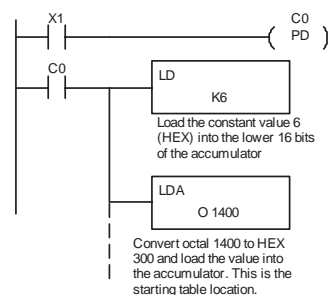 X1
C0
PD
C0
LD
K6
Load the constant value 6
(HEX) into the lower 16 bits
of the accumulator
LDA
O 1400
Convert octal 1400 to HEX
300 and load the value into
the accumulator. This is the
starting table location.